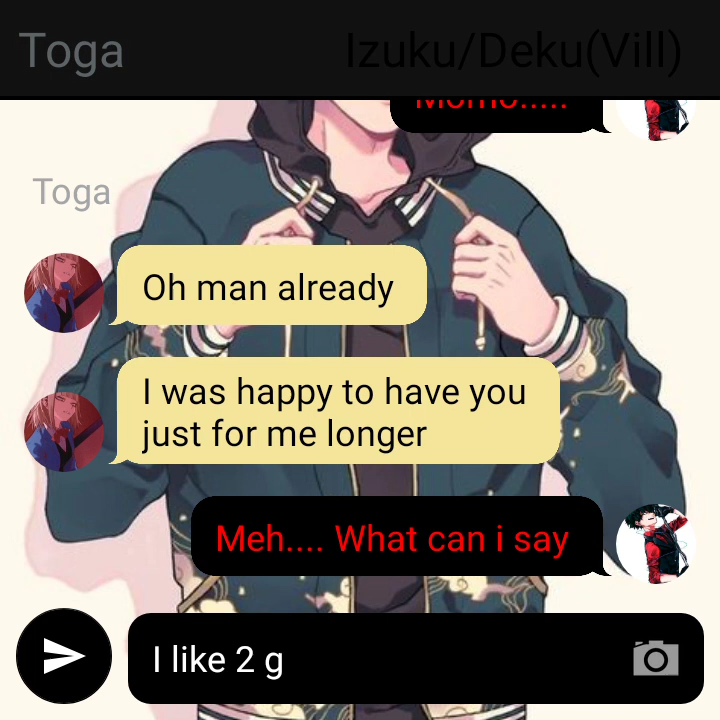 Toga
Izuku/Deku(Vill)
Momo.....
Toga
Oh man already
I was happy to have you
just for me longer
Meh.... What can i say
I like 2 g